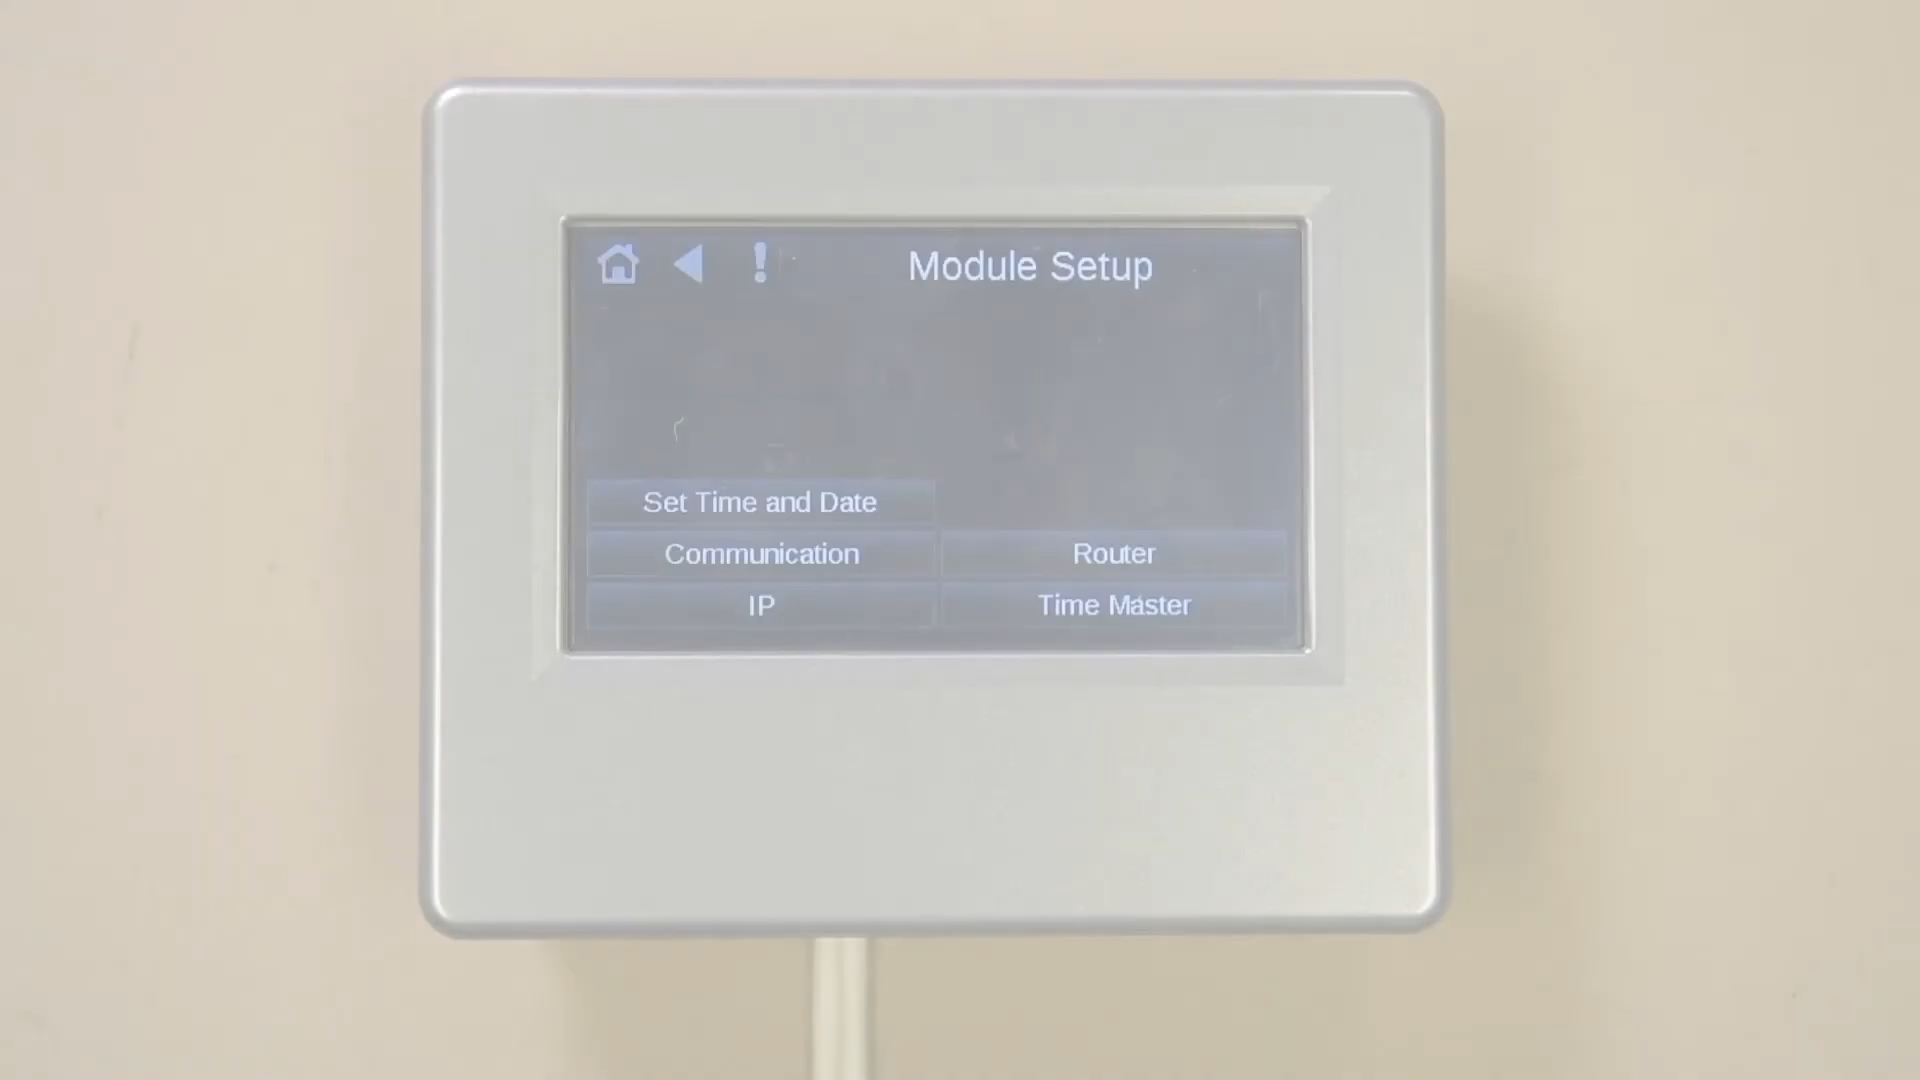 Module Setup
Set Time and Date
Communication
Router
IP
Time Master